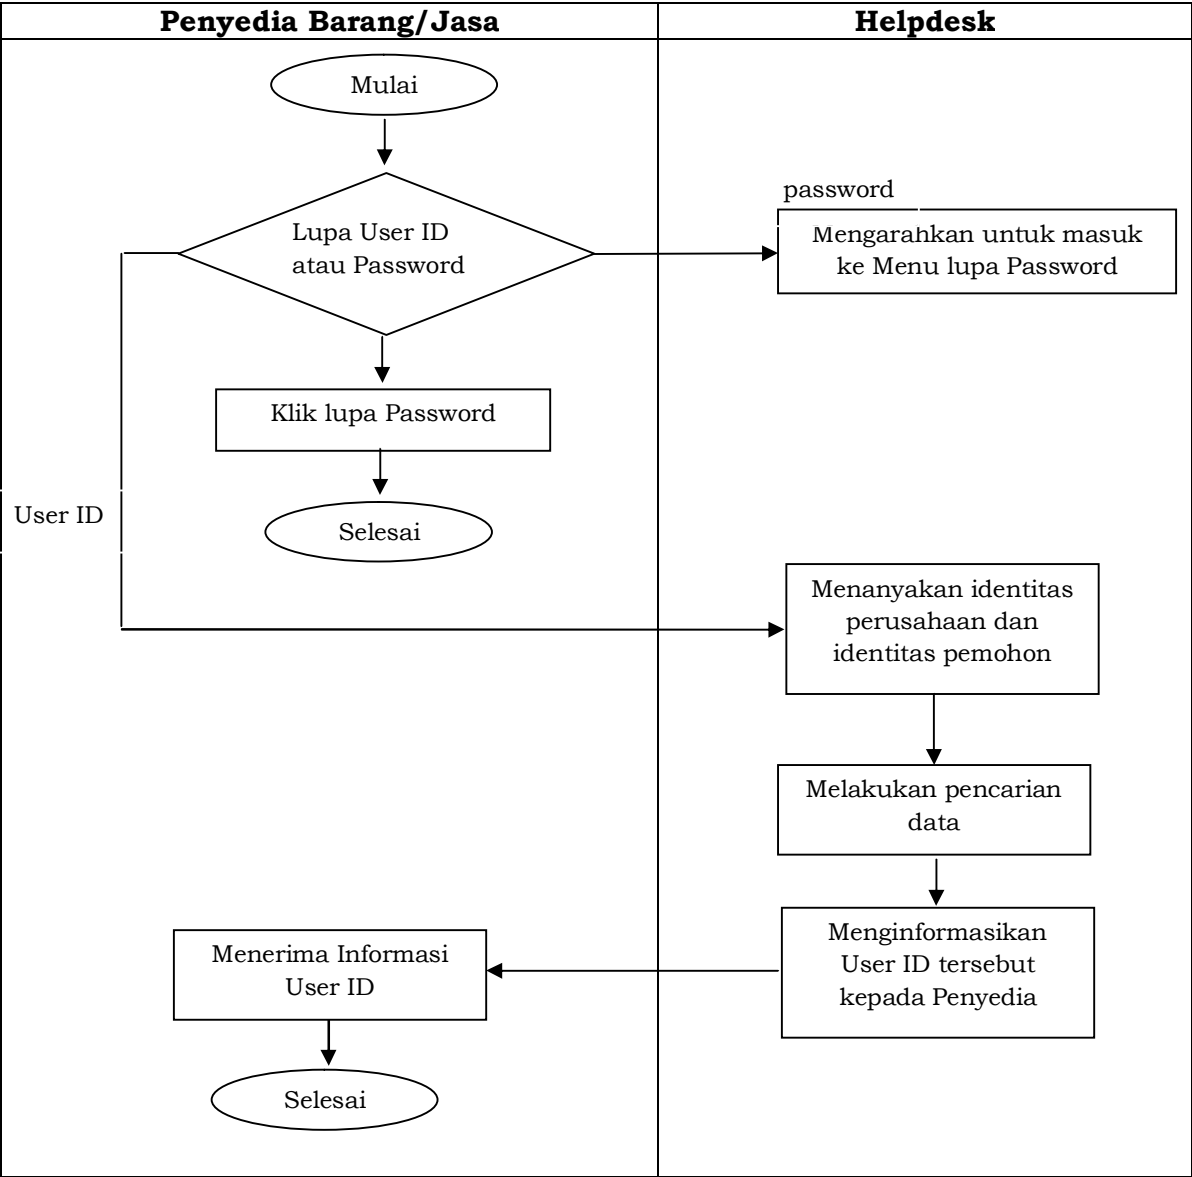 Penyedia Barang/Jasa
Helpdesk
Mulai
password
Lupa User ID
atau Password
Mengarahkan untuk masuk
ke Menu lupa Password
Klik lupa Password
User ID
Selesai
Menanyakan identitas
perusahaan dan
identitas pemohon
Melakukan pencarian
data
Menginformasikan
User ID tersebut
kepada Penyedia
Menerima Informasi
User ID
Selesai